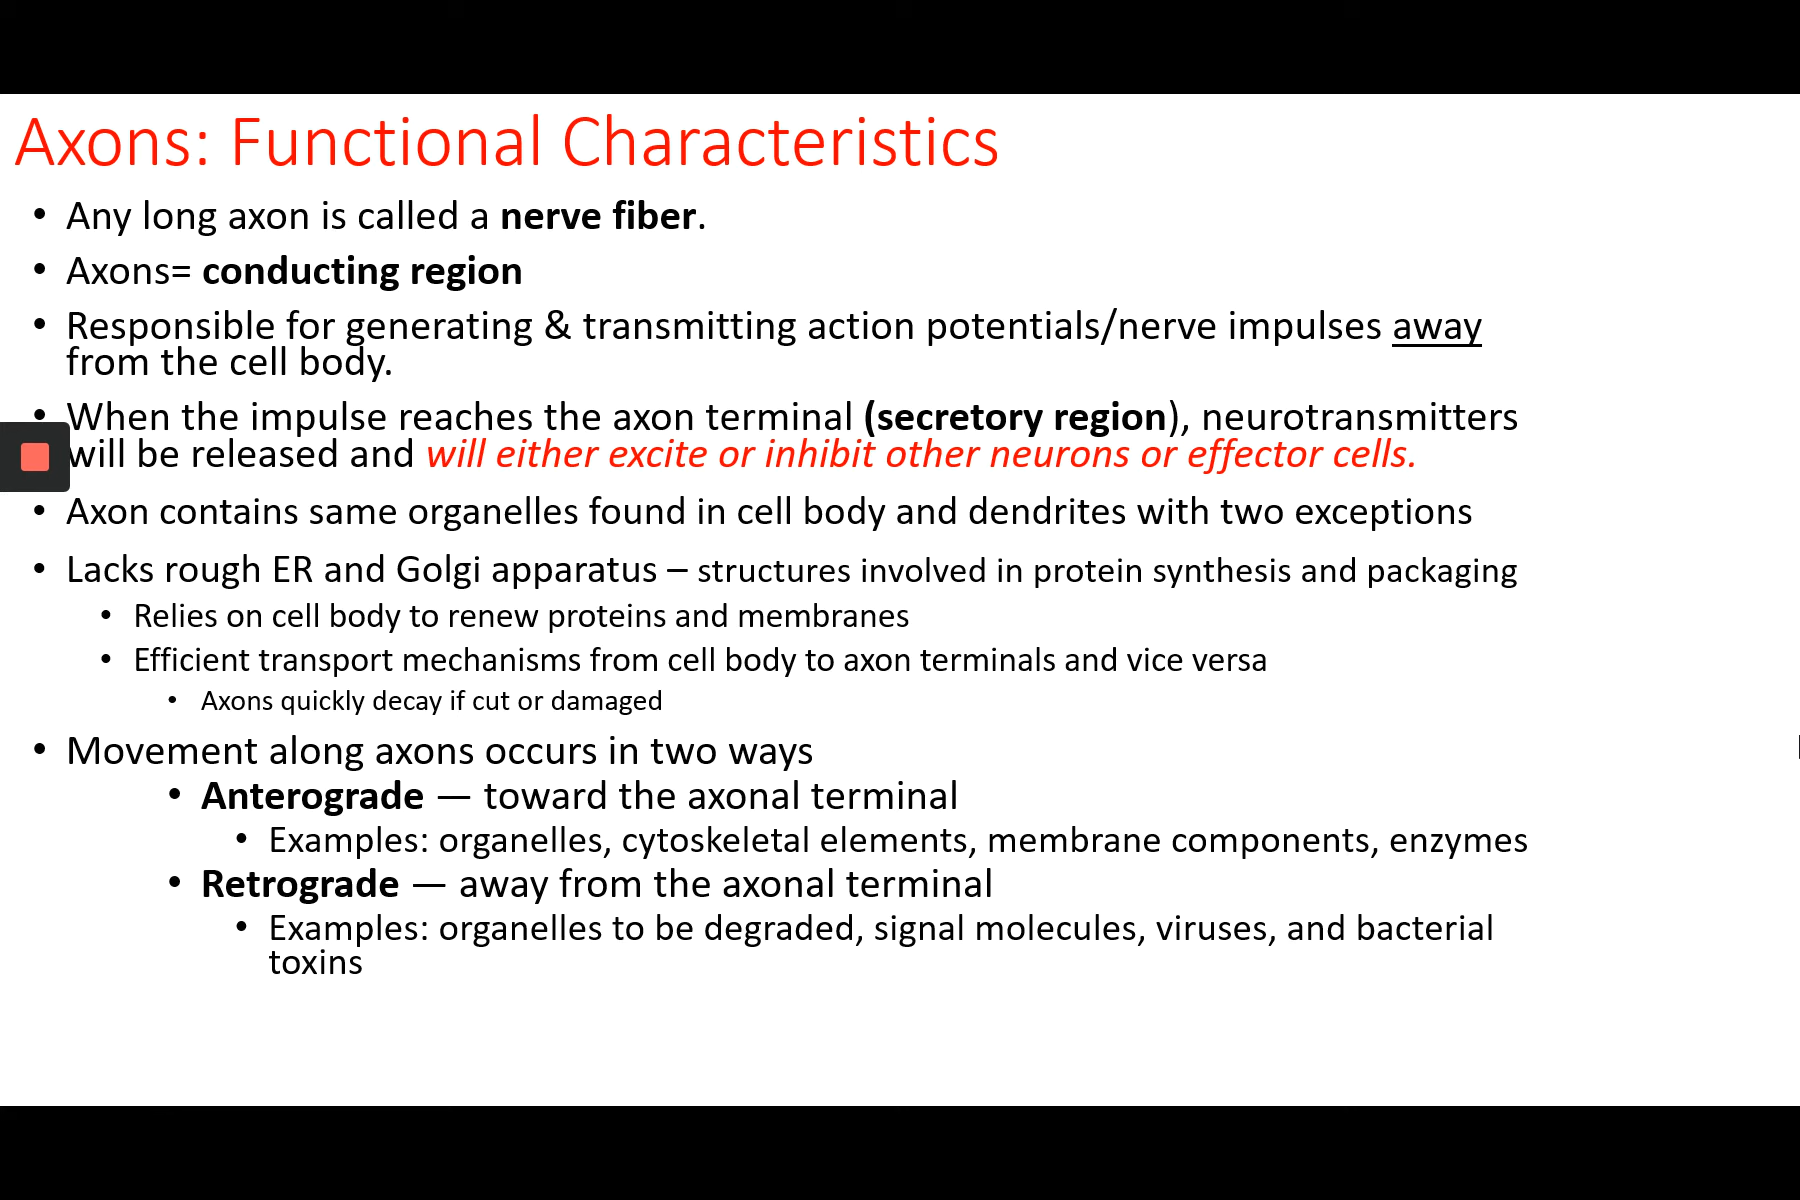 Axons: Functional Characteristics
• Any long axon is called a nerve fiber.
• Axons= conducting region
• Responsible for generating & transmitting action potentials/nerve impulses away
from the cell body.
• When the impulse reaches the axon terminal (secretory region), neurotransmitters
will be released and will either excite or inhibit other neurons or effector cells.
• Axon contains same organelles found in cell body and dendrites with two exceptions
• Lacks rough ER and Golgi apparatus – structures involved in protein synthesis and packaging
• Relies on cell body to renew proteins and membranes
• Efficient transport mechanisms from cell body to axon terminals and vice versa
• Axons quickly decay if cut or damaged
• Movement along axons occurs in two ways
• Anterograde — toward the axonal terminal
• Examples: organelles, cytoskeletal elements, membrane components, enzymes
• Retrograde — away from the axonal terminal
• Examples: organelles to be degraded, signal molecules, viruses, and bacterial
toxins